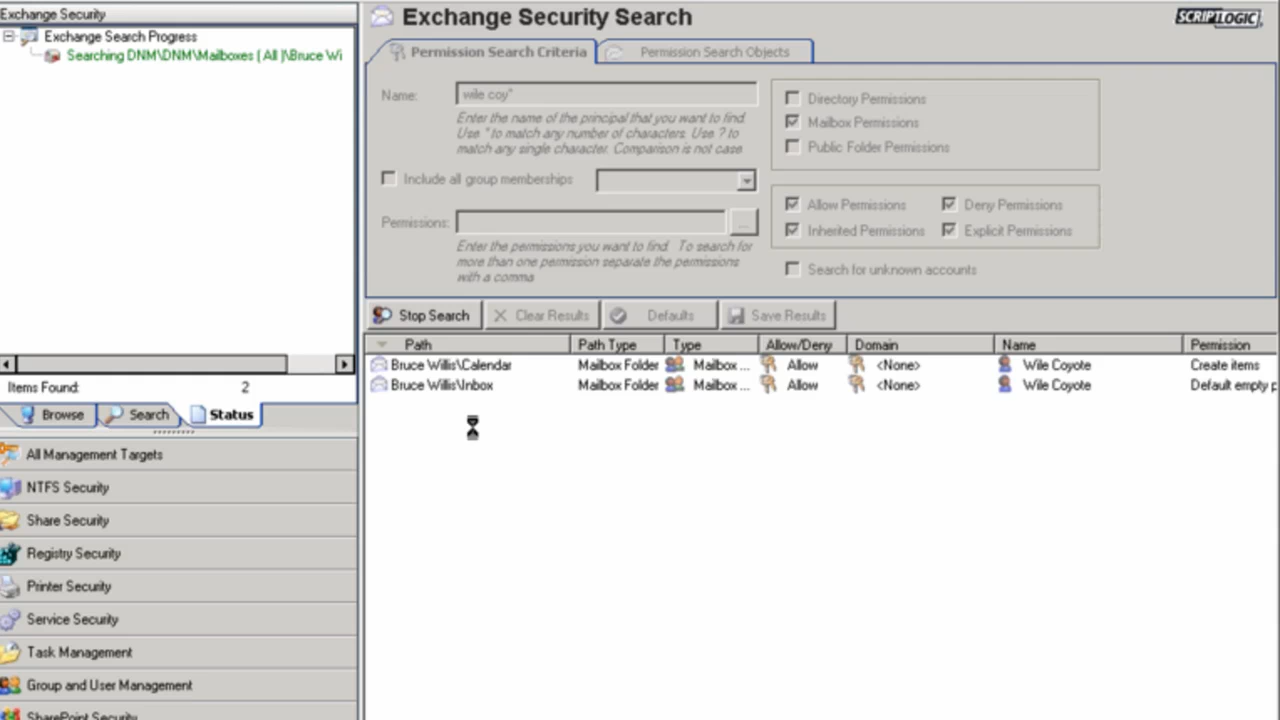 Exchange Security
Exchange Search Progress
Searching DNM\DNM\Mailboxes ( All )\Bruce Wi
Items Found: 2
Browse Search Status
All Management Targets
NTFS Security
Share Security
Registry Security
Printer Security
Service Security
Task Management
Group and User Management
SharePoint Security
Exchange Security Search
SCRIPTLOGIC
Permission Search Criteria Permission Search Objects
Name: wile coy*
Enter the name of the principal that you want to find.
Use * to match any number of characters. Use ? to
match any single character. Comparison is not case
Include all group memberships
Permissions: ...
Enter the permissions you want to find. To search for
more than one permission separate the permissions
with a comma
Directory Permissions
Mailbox Permissions
Public Folder Permissions
Allow Permissions Deny Permissions
Inherited Permissions Explicit Permissions
Search for unknown accounts
Stop Search Clear Results Defaults Save Results
Path Path Type Type Allow/Deny Domain Name Permission
Bruce Willis\Calendar Mailbox Folder Mailbox ... Allow <None> Wile Coyote Create items
Bruce Willis\Inbox Mailbox Folder Mailbox ... Allow <None> Wile Coyote Default empty p